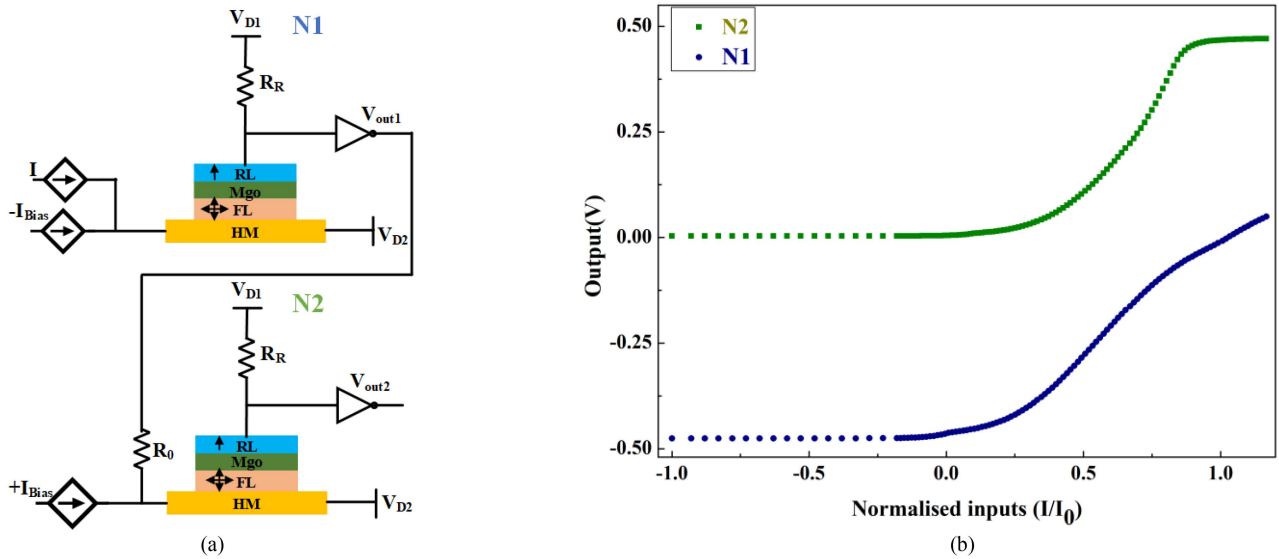 V_D1
N1
R_R
V_out1
I
-I_Bias
RL
Mgo
FL
HM
V_D2
V_D1
N2
R_R
V_out2
R_0
RL
Mgo
FL
+I_Bias
HM
V_D2
(a)
N2
N1
0.50
0.25
0.00
-0.25
-0.50
Output(V)
-1.0 -0.5 0.0 0.5 1.0
Normalised inputs (I/I_0)
(b)